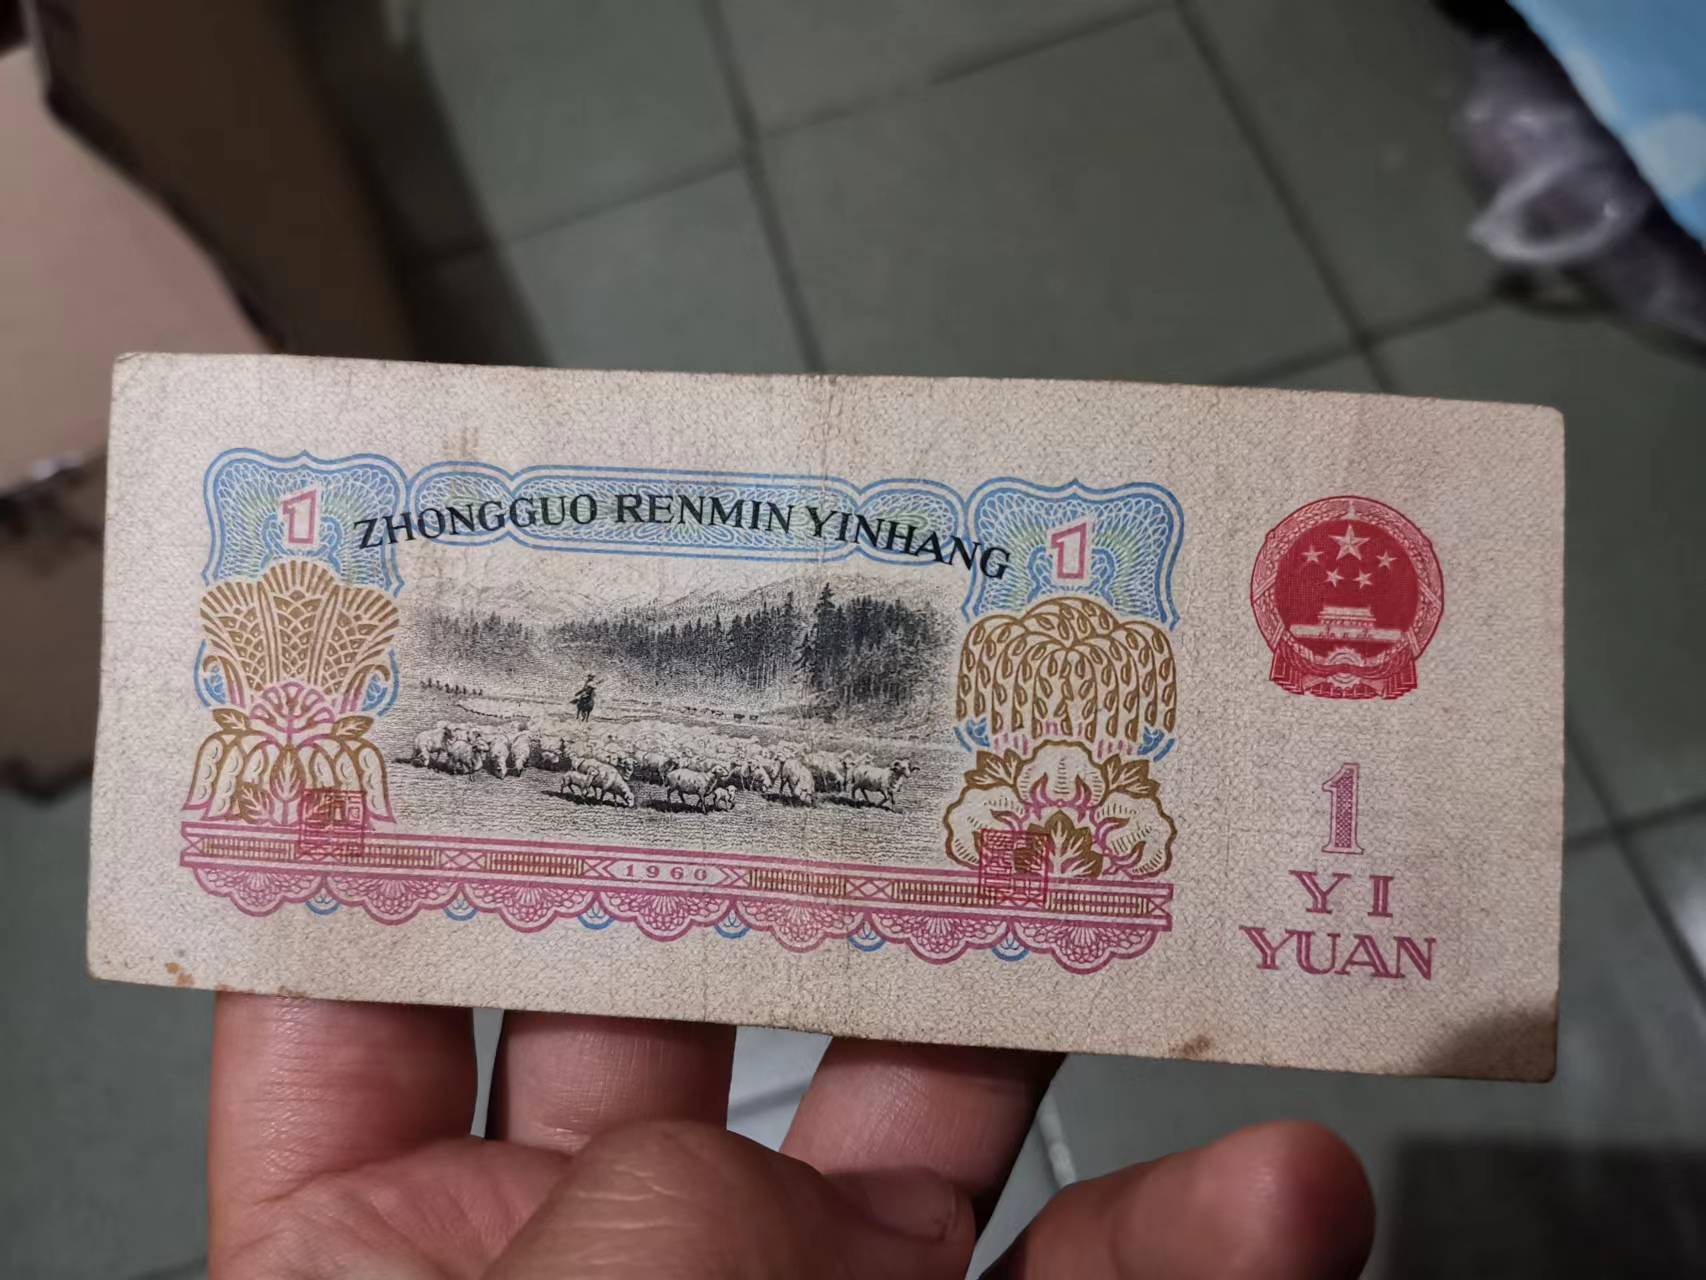 1 ZHONGGUO RENMIN YINHANG 1
1960
1
YI
YUAN